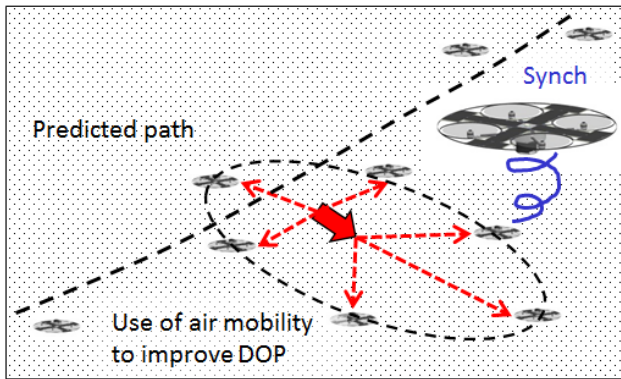 Synch
Predicted path
Use of air mobility
to improve DOP